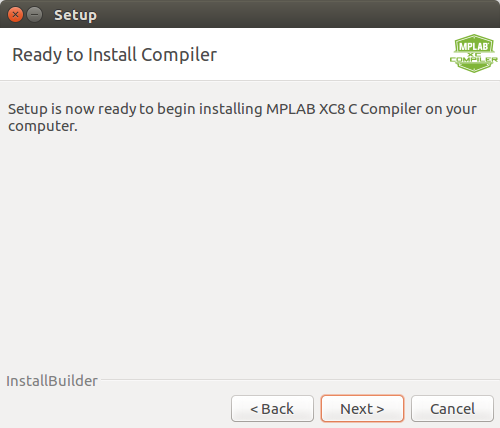 Setup
Ready to Install Compiler
MPLAB
XC
COMPILER
Setup is now ready to begin installing MPLAB XC8 C Compiler on your
computer.
InstallBuilder
< Back
Next >
Cancel